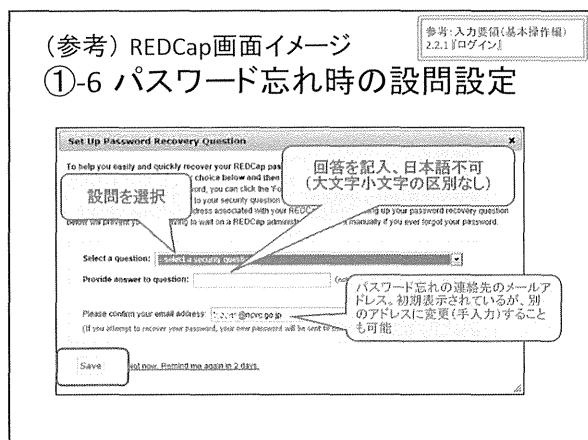 (参考) REDCap画面イメージ
参考:入力要領(基本操作編)
2.2.1『ログイン』
①-6 パスワード忘れ時の設問設定
Set Up Password Recovery Question
To help you easily and quickly recover your REDCap pas
choice below and then
ord, you can click the 'Fo
to your security question
dress associated with your REDC
ing up your password recovery question
below will prevent you
ving to wait on a REDCap administ
manually if you ever forgot your password.
設問を選択
回答を記入、日本語不可
(大文字小文字の区別なし)
Select a question:
select a security question
Provide answer to question:
Please confirm your email address:
(If you attempt to recover your password, your new password will be sent to
パスワード忘れの連絡先のメールア
ドレス。初期表示されているが、別
のアドレスに変更(手入力)すること
も可能
Save
Not now. Remind me again in 2 days.